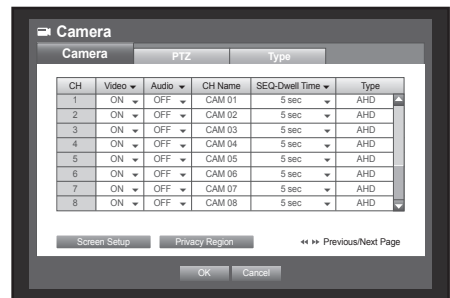 Camera
Camera PTZ Type
CH Video Audio CH Name SEQ-Dwell Time Type
1 ON OFF CAM 01 5 sec AHD
2 ON OFF CAM 02 5 sec AHD
3 ON OFF CAM 03 5 sec AHD
4 ON OFF CAM 04 5 sec AHD
5 ON OFF CAM 05 5 sec AHD
6 ON OFF CAM 06 5 sec AHD
7 ON OFF CAM 07 5 sec AHD
8 ON OFF CAM 08 5 sec AHD
Screen Setup Privacy Region Previous/Next Page
OK Cancel